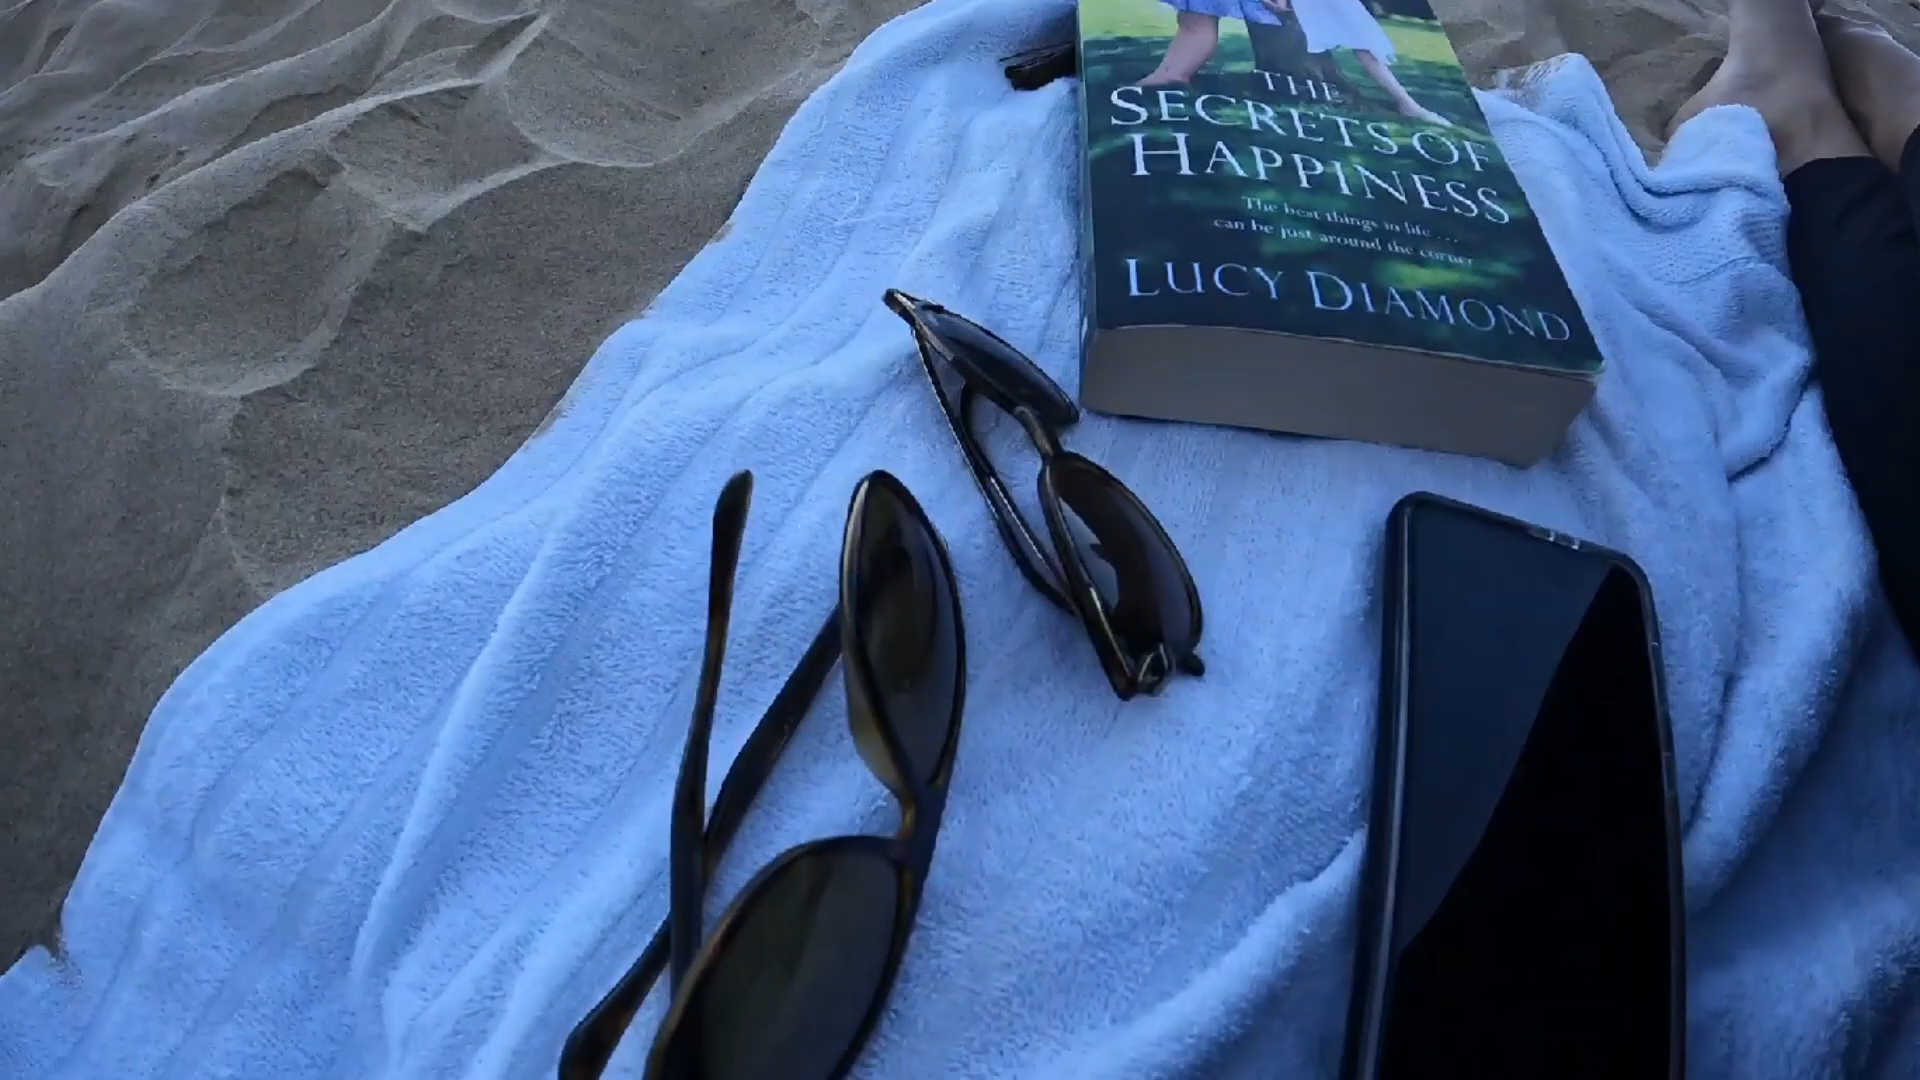 THE
SECRETS OF
HAPPINESS
The best things in life . . .
can be just around the corner
LUCY DIAMOND